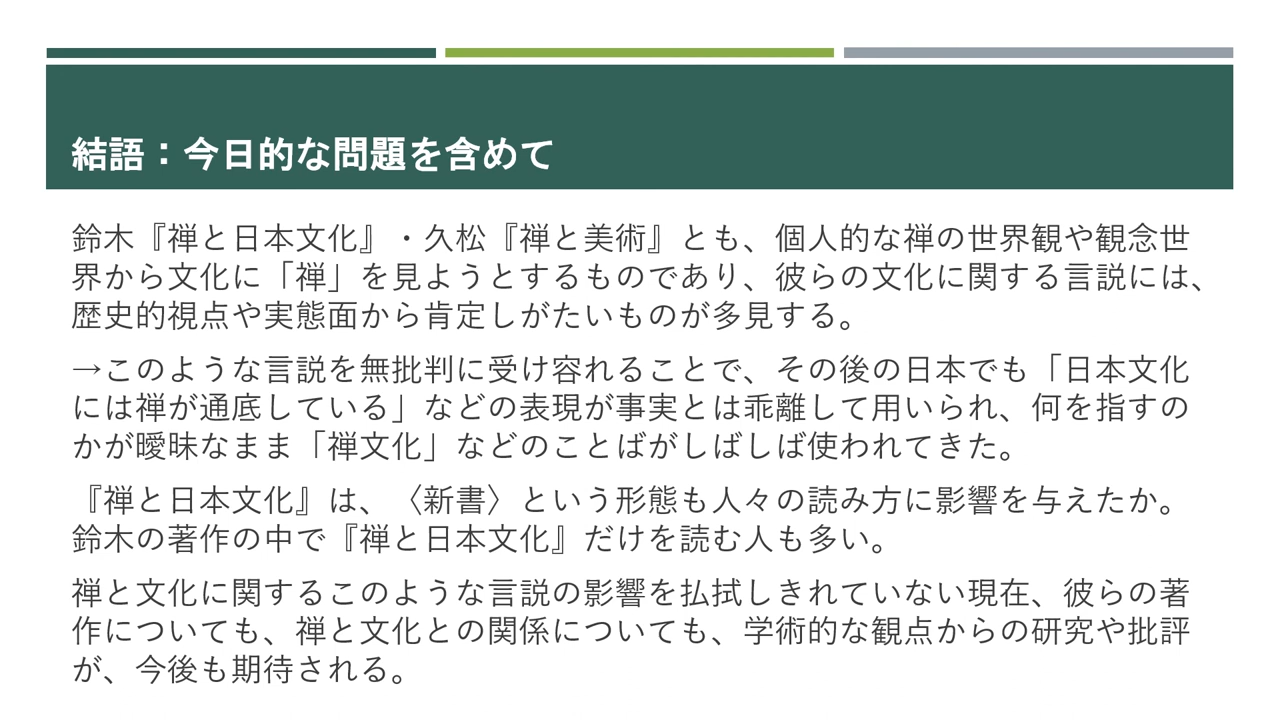 結語：今日的な問題を含めて
鈴木『禅と日本文化』・久松『禅と美術』とも、個人的な禅の世界観や観念世
界から文化に「禅」を見ようとするものであり、彼らの文化に関する言説には、
歴史的視点や実態面から肯定しがたいものが多見する。
→このような言説を無批判に受け容れることで、その後の日本でも「日本文化
には禅が通底している」などの表現が事実とは乖離して用いられ、何を指すの
かが曖昧なまま「禅文化」などのことばがしばしば使われてきた。
『禅と日本文化』は、〈新書〉という形態も人々の読み方に影響を与えたか。
鈴木の著作の中で『禅と日本文化』だけを読む人も多い。
禅と文化に関するこのような言説の影響を払拭しきれていない現在、彼らの著
作についても、禅と文化との関係についても、学術的な観点からの研究や批評
が、今後も期待される。